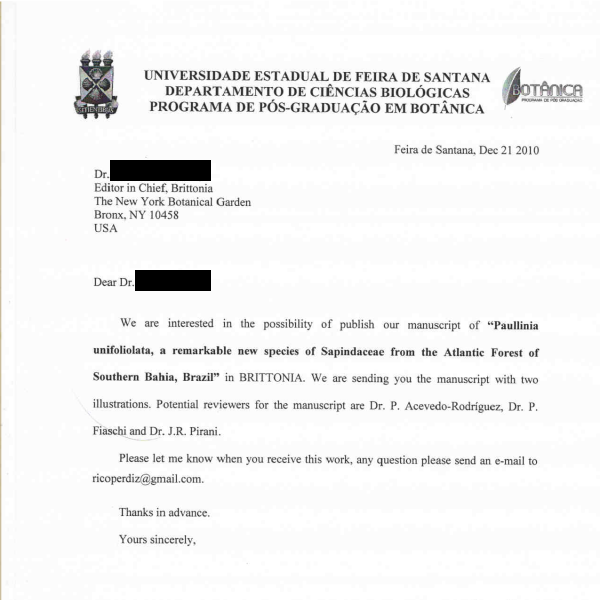 UNIVERSIDADE ESTADUAL DE FEIRA DE SANTANA
DEPARTAMENTO DE CIÊNCIAS BIOLÓGICAS
PROGRAMA DE PÓS-GRADUAÇÃO EM BOTÂNICA
BOTÂNICA
PROGRAMA DE PÓS GRADUAÇÃO
Feira de Santana, Dec 21 2010
Dr.
Editor in Chief, Brittonia
The New York Botanical Garden
Bronx, NY 10458
USA
Dear Dr.
We are interested in the possibility of publish our manuscript of “Paullinia
unifoliolata, a remarkable new species of Sapindaceae from the Atlantic Forest of
Southern Bahia, Brazil” in BRITTONIA. We are sending you the manuscript with two
illustrations. Potential reviewers for the manuscript are Dr. P. Acevedo-Rodríguez, Dr. P.
Fiaschi and Dr. J.R. Pirani.
Please let me know when you receive this work, any question please send an e-mail to
ricoperdiz@gmail.com.
Thanks in advance.
Yours sincerely,